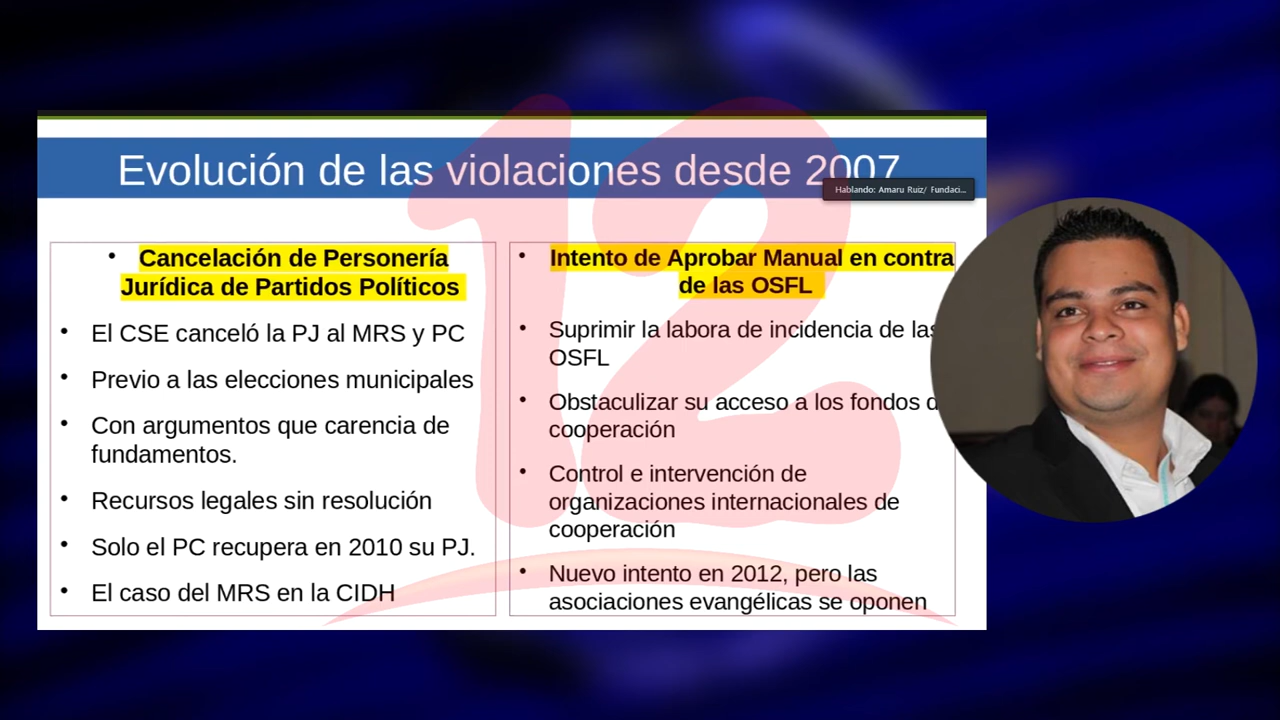 Evolución de las violaciones desde 2007
Hablando: Amaru Ruiz/ Fundaci...
• Cancelación de Personería
Jurídica de Partidos Políticos
• El CSE canceló la PJ al MRS y PC
• Previo a las elecciones municipales
• Con argumentos que carencia de
fundamentos.
• Recursos legales sin resolución
• Solo el PC recupera en 2010 su PJ.
• El caso del MRS en la CIDH
• Intento de Aprobar Manual en contra
de las OSFL
• Suprimir la labora de incidencia de las
OSFL
• Obstaculizar su acceso a los fondos d
cooperación
• Control e intervención de
organizaciones internacionales de
cooperación
• Nuevo intento en 2012, pero las
asociaciones evangélicas se oponen
12